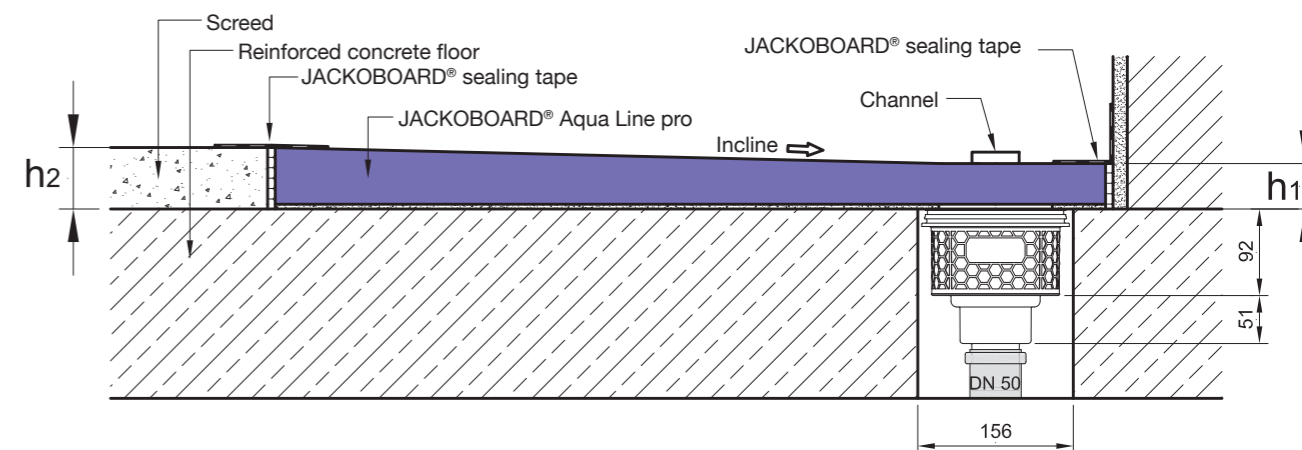 Screed
Reinforced concrete floor
JACKOBOARD® sealing tape
JACKOBOARD® sealing tape
Channel
JACKOBOARD® Aqua Line pro
Incline
h2
h1
92
51
DN 50
156